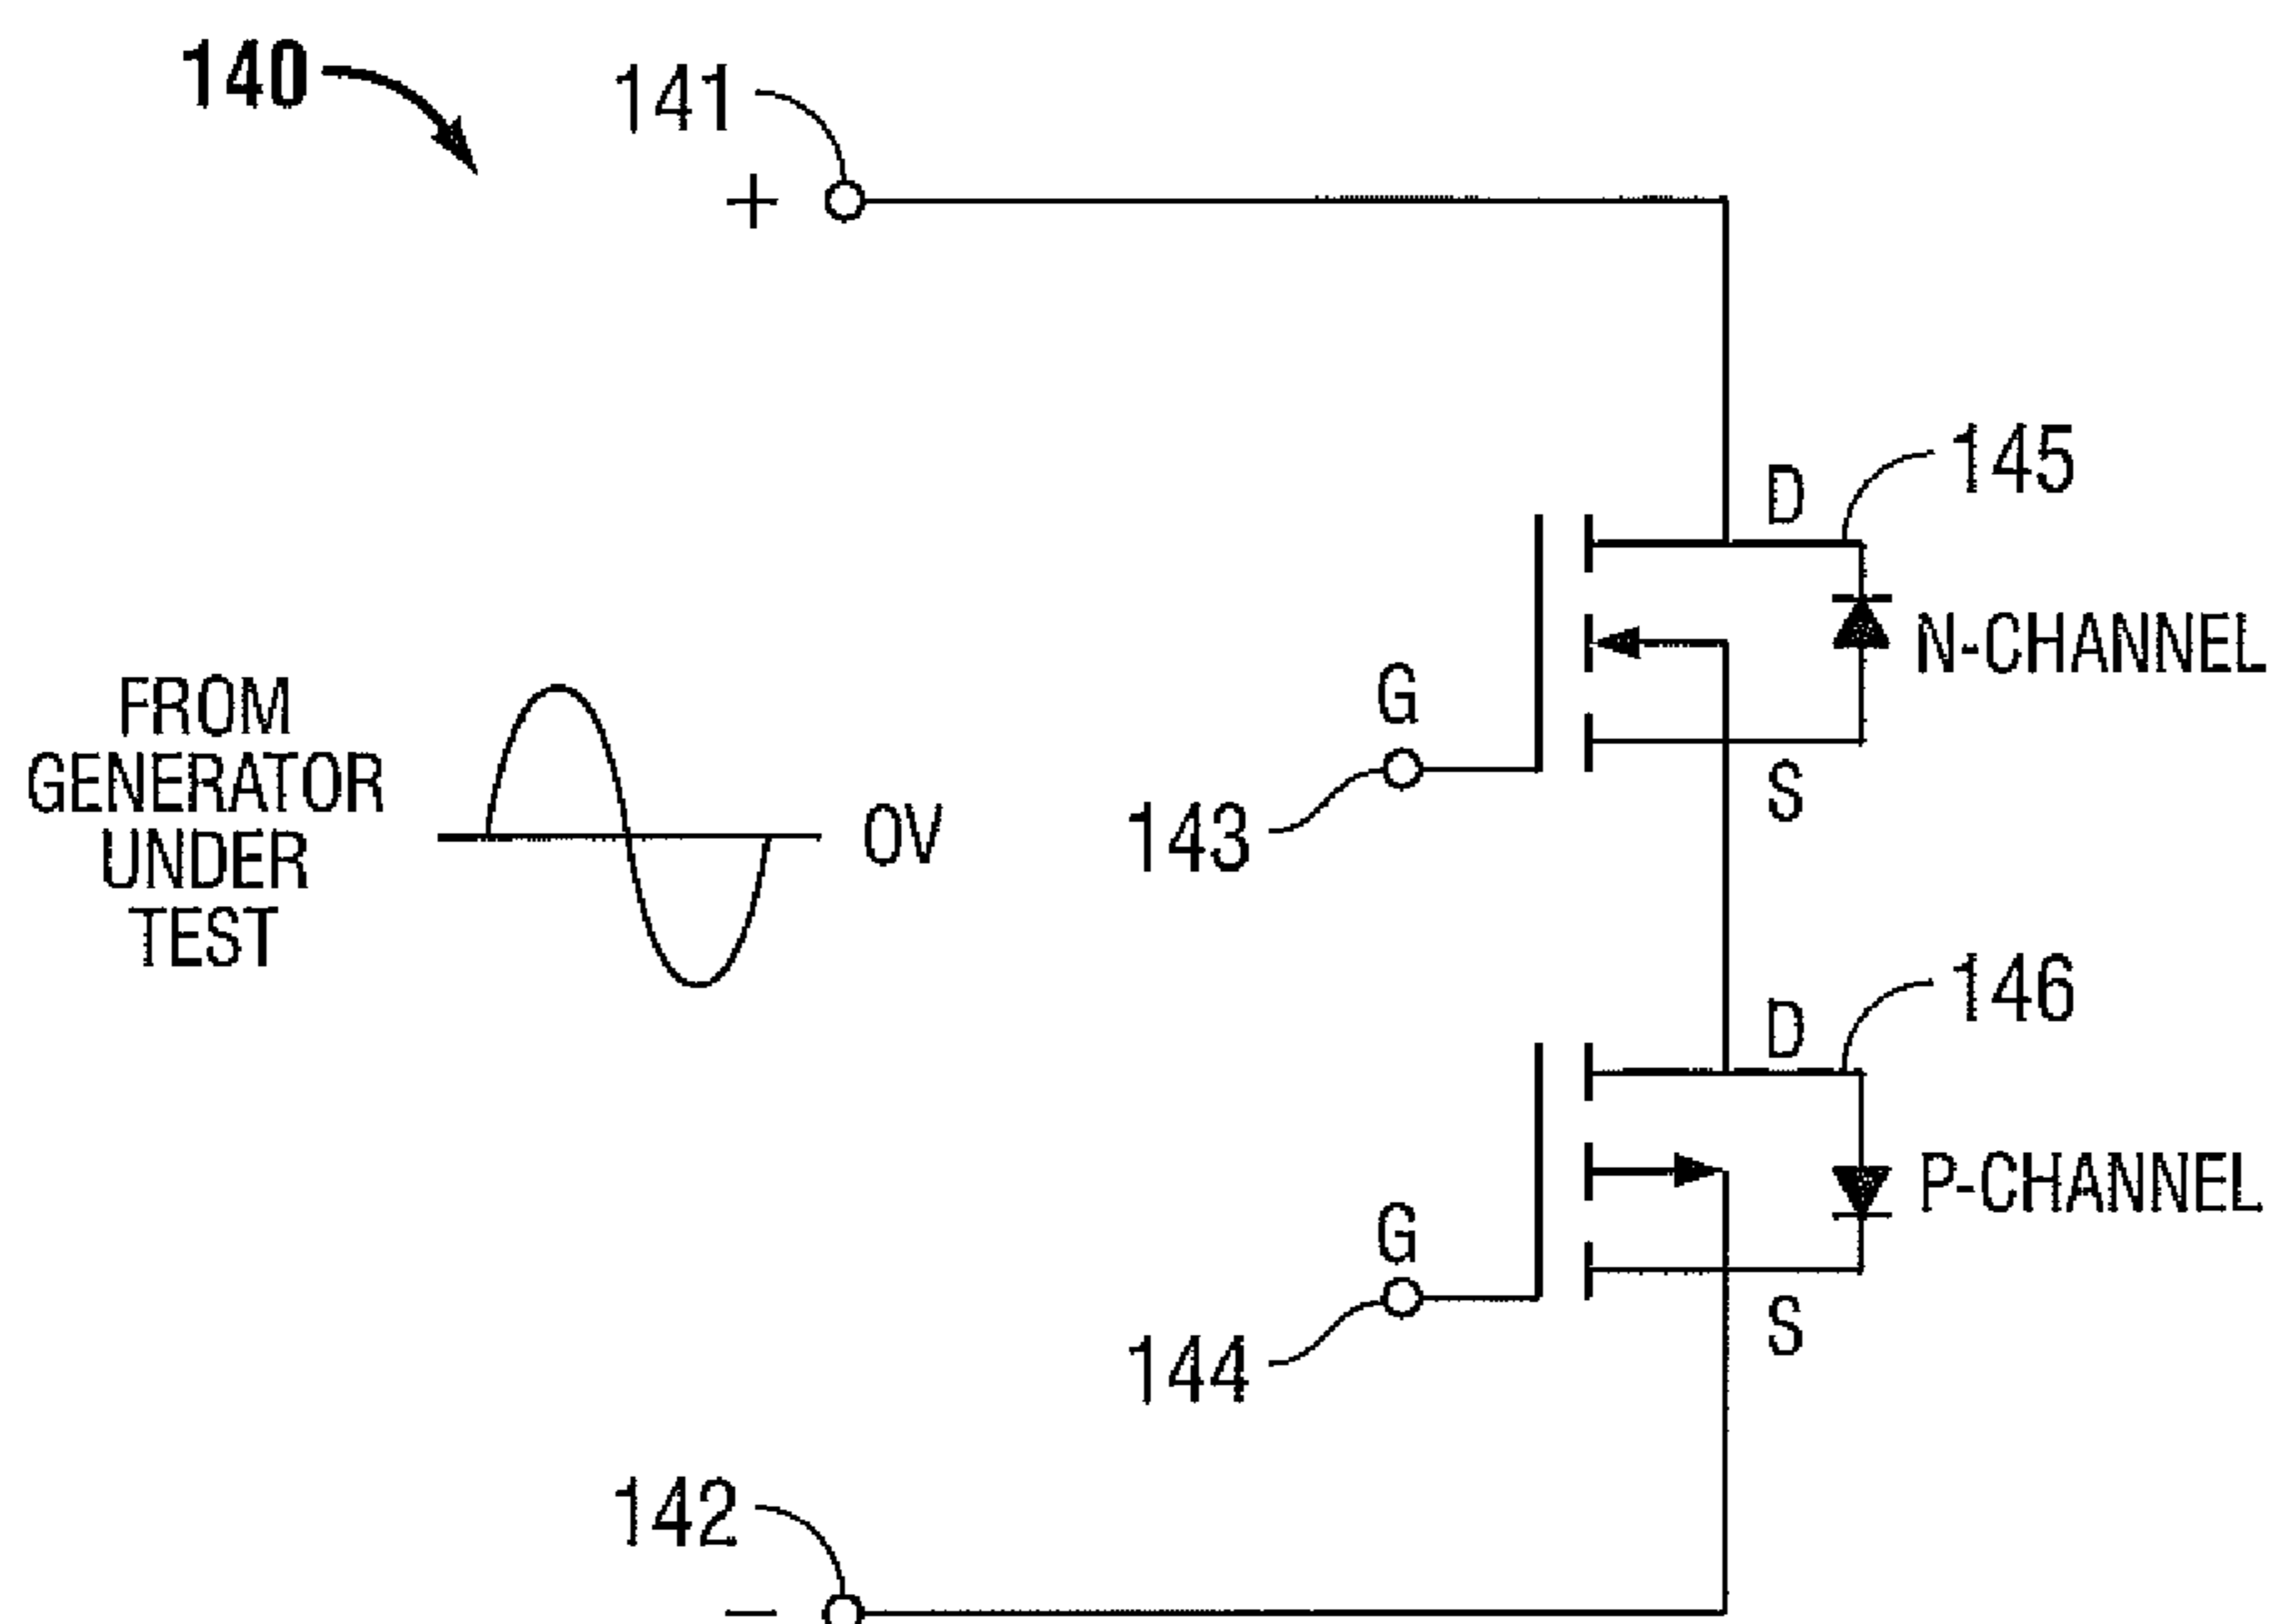 140
141
+
145
D
N-CHANNEL
G
143
S
FROM
GENERATOR
UNDER
TEST
0V
146
D
P-CHANNEL
G
144
S
142
-